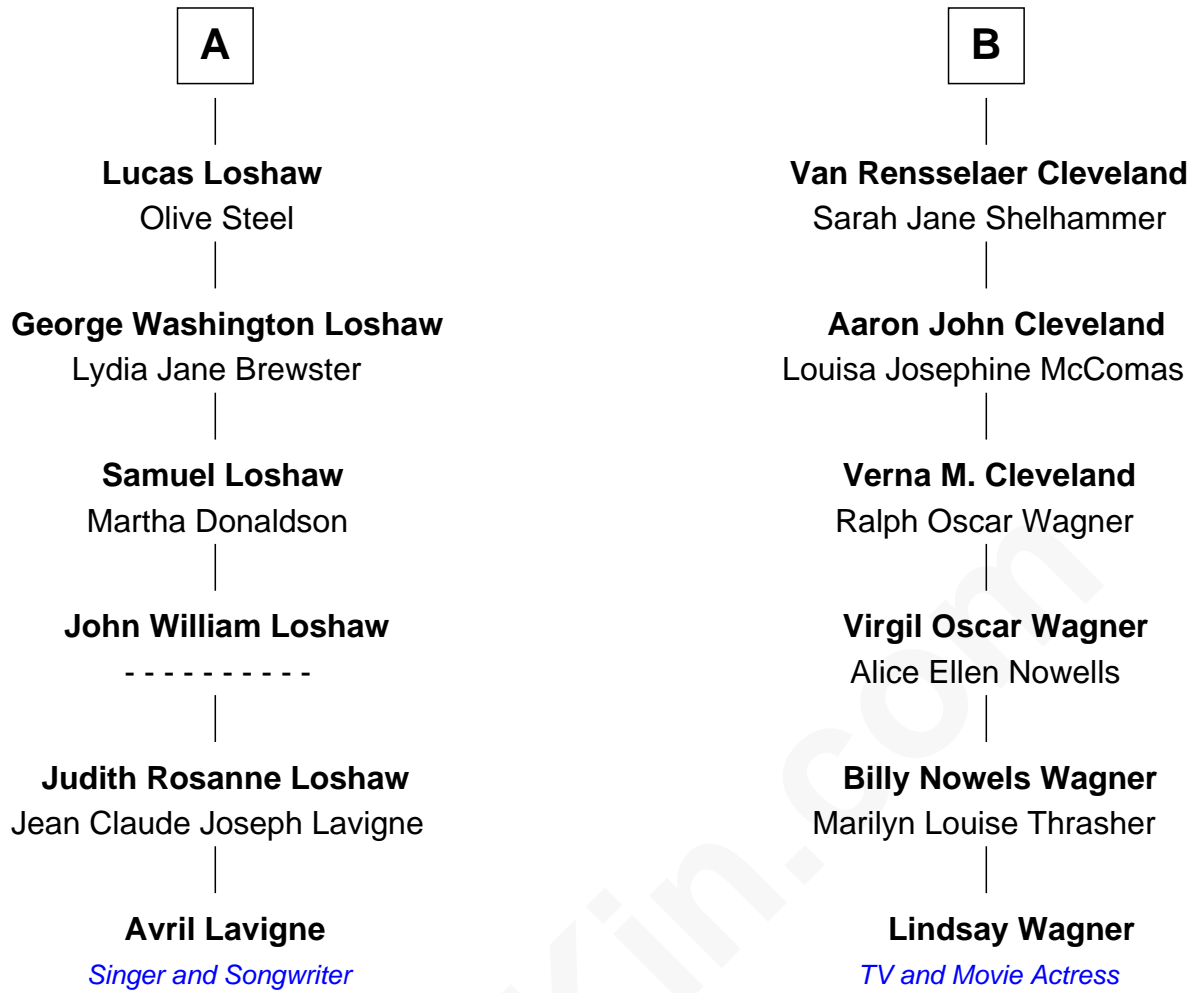 A
B
Lucas Loshaw
Olive Steel
Van Rensselaer Cleveland
Sarah Jane Shelhammer
George Washington Loshaw
Lydia Jane Brewster
Aaron John Cleveland
Louisa Josephine McComas
Samuel Loshaw
Martha Donaldson
Verna M. Cleveland
Ralph Oscar Wagner
John William Loshaw
- - - - - - - - - -
Virgil Oscar Wagner
Alice Ellen Nowells
Judith Rosanne Loshaw
Jean Claude Joseph Lavigne
Billy Nowels Wagner
Marilyn Louise Thrasher
Avril Lavigne
Singer and Songwriter
Lindsay Wagner
TV and Movie Actress